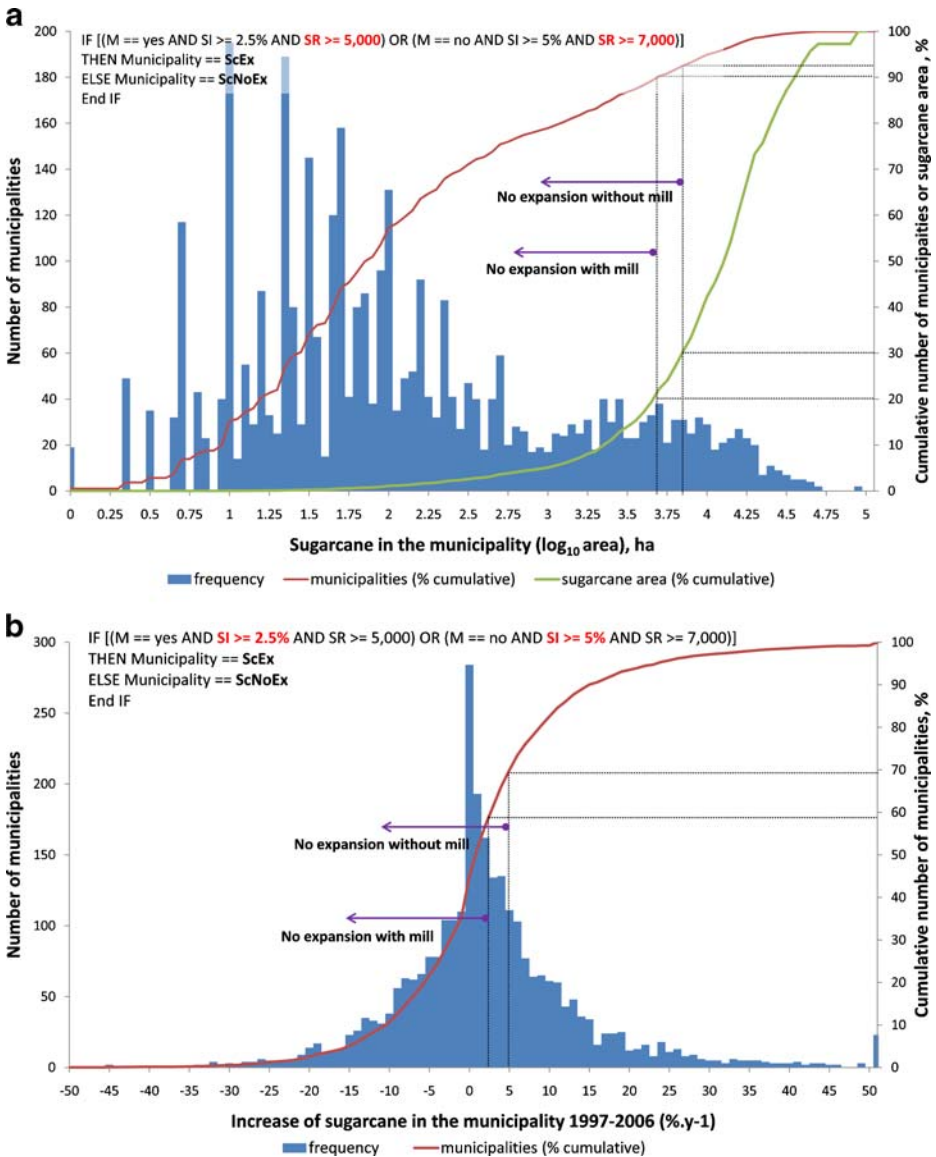 a
IF [(M == yes AND SI >= 2.5% AND SR >= 5,000) OR (M == no AND SI >= 5% AND SR >= 7,000)]
THEN Municipality == ScEx
ELSE Municipality == ScNoEx
End IF
200
180
160
140
120
100
80
60
40
20
0
Number of municipalities
100
90
80
70
60
50
40
30
20
10
0
Cumulative number of municipaities or sugarcane area, %
No expansion without mill
No expansion with mill
0 0.25 0.5 0.75 1 1.25 1.5 1.75 2 2.25 2.5 2.75 3 3.25 3.5 3.75 4 4.25 4.5 4.75 5
Sugarcane in the municipality (log10 area), ha
frequency municipalities (% cumulative) sugarcane area (% cumulative)
b
IF [(M == yes AND SI >= 2.5% AND SR >= 5,000) OR (M == no AND SI >= 5% AND SR >= 7,000)]
THEN Municipality == ScEx
ELSE Municipality == ScNoEx
End IF
300
250
200
150
100
50
0
Number of municipalities
100
90
80
70
60
50
40
30
20
10
0
Cumulative number of municipalities, %
No expansion without mill
No expansion with mill
-50 -45 -40 -35 -30 -25 -20 -15 -10 -5 0 5 10 15 20 25 30 35 40 45 50
Increase of sugarcane in the municipality 1997-2006 (%.y-1)
frequency municipalities (% cumulative)